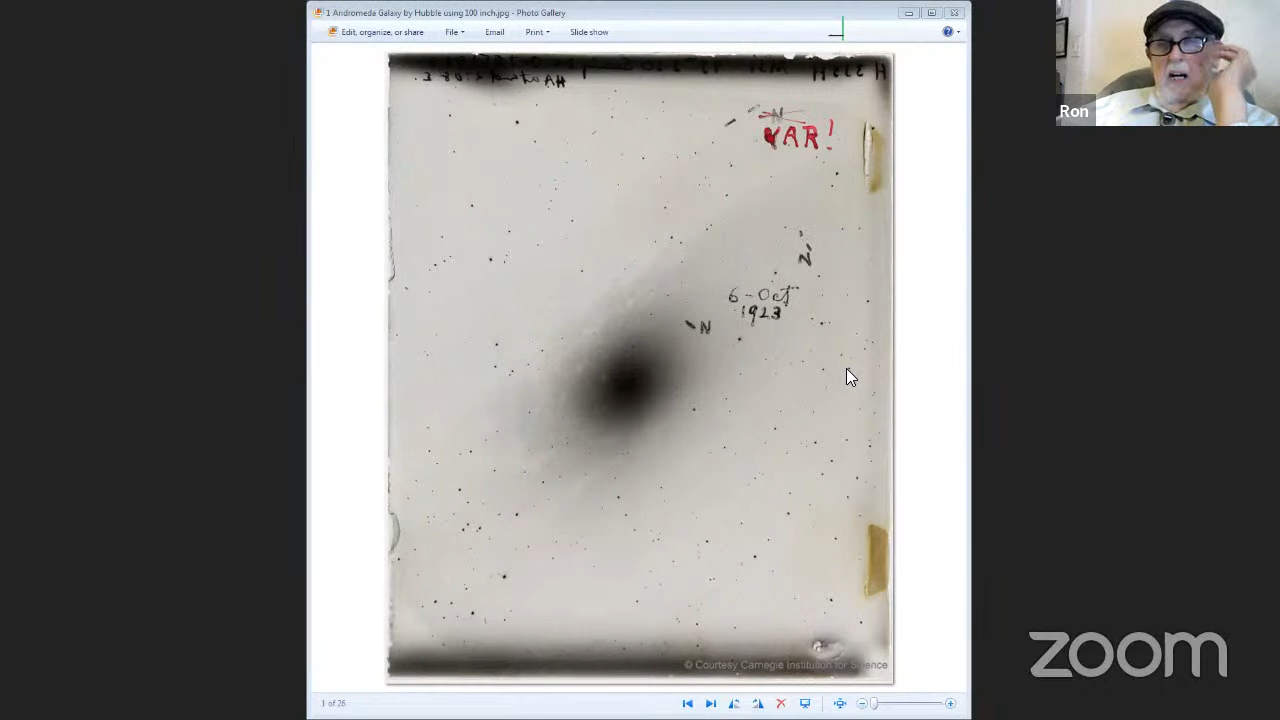 1 Andromeda Galaxy by Hubble using 100 inch.jpg - Photo Gallery
Edit, organize, or share File Email Print Slide show
Ron
N
VAR!
N
6-Oct
1923
N
© Courtesy Carnegie Institution for Science
zoom
1 of 26